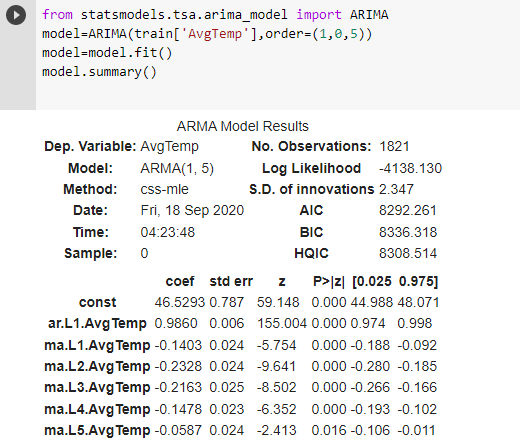 from statsmodels.tsa.arima_model import ARIMA
model=ARIMA(train['AvgTemp'],order=(1,0,5))
model=model.fit()
model.summary()
ARMA Model Results
Dep. Variable: AvgTemp No. Observations: 1821
Model: ARMA(1, 5) Log Likelihood -4138.130
Method: css-mle S.D. of innovations 2.347
Date: Fri, 18 Sep 2020 AIC 8292.261
Time: 04:23:48 BIC 8336.318
Sample: 0 HQIC 8308.514
coef std err z P>|z| [0.025 0.975]
const 46.5293 0.787 59.148 0.000 44.988 48.071
ar.L1.AvgTemp 0.9860 0.006 155.004 0.000 0.974 0.998
ma.L1.AvgTemp -0.1403 0.024 -5.754 0.000 -0.188 -0.092
ma.L2.AvgTemp -0.2328 0.024 -9.641 0.000 -0.280 -0.185
ma.L3.AvgTemp -0.2163 0.025 -8.502 0.000 -0.266 -0.166
ma.L4.AvgTemp -0.1478 0.023 -6.352 0.000 -0.193 -0.102
ma.L5.AvgTemp -0.0587 0.024 -2.413 0.016 -0.106 -0.011